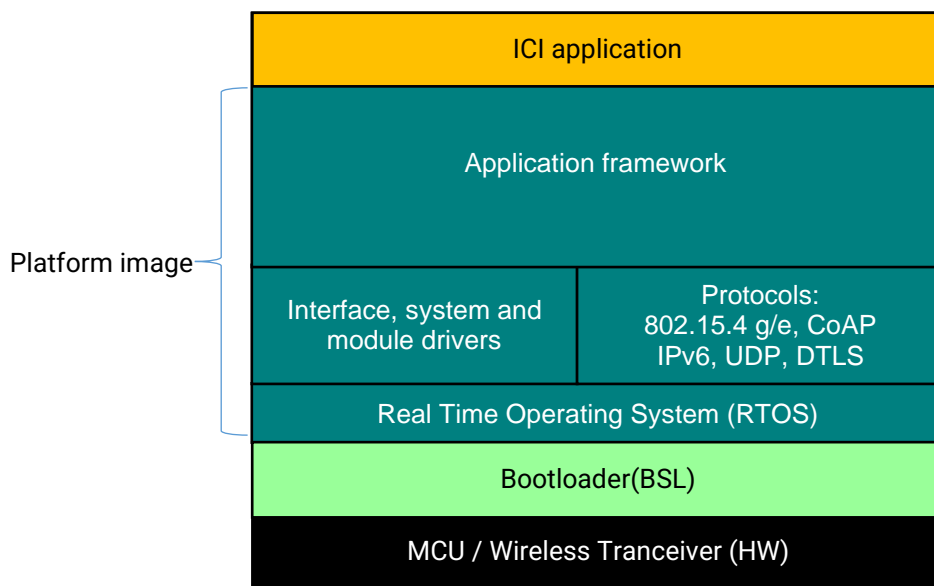 ICI application
Application framework
Platform image
Interface, system and
module drivers
Protocols:
802.15.4 g/e, CoAP
IPv6, UDP, DTLS
Real Time Operating System (RTOS)
Bootloader(BSL)
MCU / Wireless Tranceiver (HW)